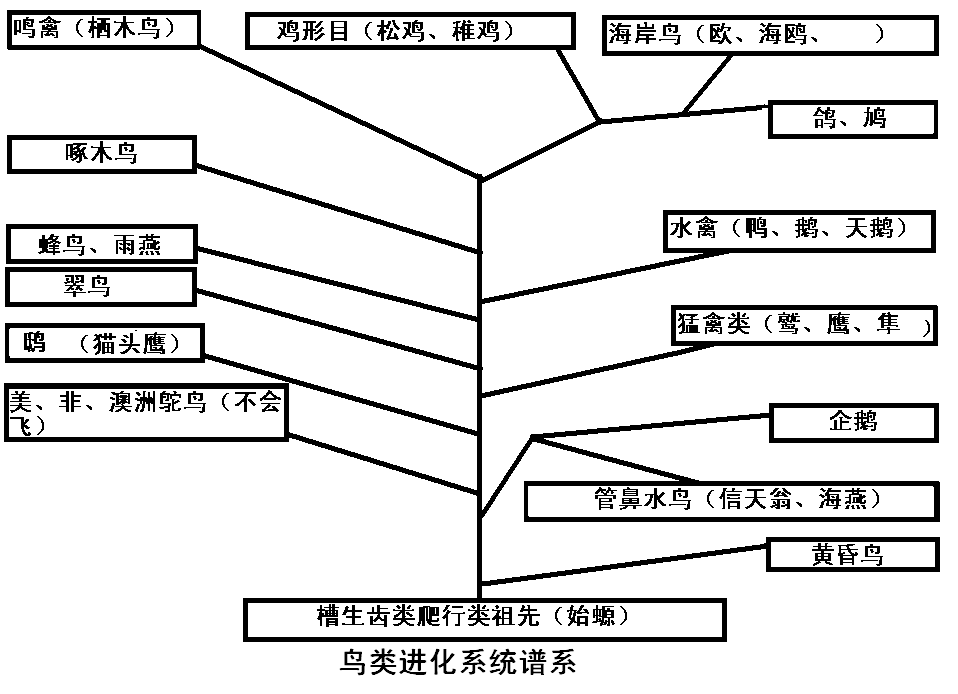 鸣禽（栖木鸟）
鸡形目（松鸡、稚鸡）
海岸鸟（欧、海鸥、　　）
鸽、鸠
啄木鸟
水禽（鸭、鹅、天鹅）
蜂鸟、雨燕
翠鸟
猛禽类（鹫、鹰、隼　）
鸱　（猫头鹰）
美、非、澳洲鸵鸟（不会
飞）
企鹅
管鼻水鸟（信天翁、海燕）
黄昏鸟
槽生齿类爬行类祖先（始螈）
鸟类进化系统谱系